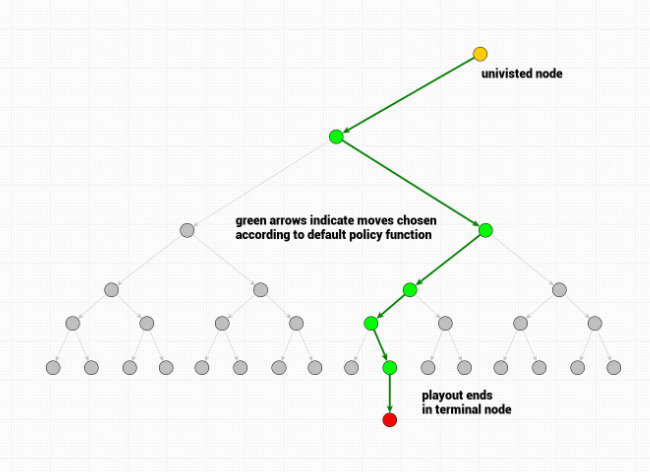 univisted node
green arrows indicate moves chosen
according to default policy function
playout ends
in terminal node